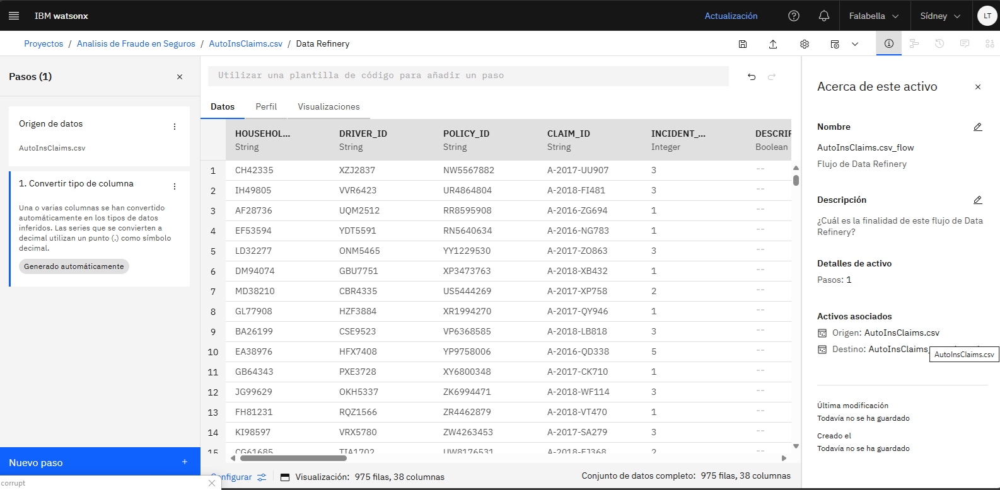 IBM watsonx
Actualización
Falabella
Sídney
LT
Proyectos / Analisis de Fraude en Seguros / AutoInsClaims.csv / Data Refinery
Pasos (1)
Origen de datos
AutoInsClaims.csv
1. Convertir tipo de columna
Una o varias columnas se han convertido
automáticamente en los tipos de datos
inferidos. Las series que se convierten a
decimal utilizan un punto (.) como símbolo
decimal.
Generado automáticamente
Nuevo paso +
corrupt
Utilizar una plantilla de código para añadir un paso
Datos Perfil Visualizaciones
HOUSEHOL... DRIVER_ID POLICY_ID CLAIM_ID INCIDENT_... DESCRIP
String String String String Integer Boolean
1 CH42335 XZJ2837 NW5567882 A-2017-UU907 3 --
2 IH49805 VVR6423 UR4864804 A-2018-FI481 3 --
3 AF28736 UQM2512 RR8595908 A-2016-ZG694 1 --
4 EF53594 YDT5591 RN5640634 A-2016-NG783 1 --
5 LD32277 ONM5465 YY1229530 A-2017-ZO863 3 --
6 DM94074 GBU7751 XP3473763 A-2018-XB432 1 --
7 MD38210 CBR4335 US5444269 A-2017-XP758 2 --
8 GL77908 HZF3884 XR1994270 A-2017-QY946 1 --
9 BA26199 CSE9523 VP6368585 A-2018-LB818 3 --
10 EA38976 HFX7408 YP9758006 A-2016-QD338 5 --
11 GB64343 PXE3728 XY6800348 A-2017-CK710 1 --
12 JG99629 OKH5337 ZK6994471 A-2018-WF114 3 --
13 FH81231 RQZ1566 ZR4462879 A-2018-VT470 1 --
14 KI98597 VRX5780 ZW4263453 A-2017-SA279 3 --
15 CG61685 TIA1702 UW8176531 A-2018-EJ368 2
Configurar
Visualización: 975 filas, 38 columnas
Conjunto de datos completo: 975 filas, 38 columnas
Acerca de este activo
Nombre
AutoInsClaims.csv_flow
Flujo de Data Refinery
Descripción
¿Cuál es la finalidad de este flujo de Data
Refinery?
Detalles de activo
Pasos: 1
Activos asociados
Origen: AutoInsClaims.csv
Destino: AutoInsClaims_
AutoInsClaims.csv
Última modificación
Todavía no se ha guardado
Creado el
Todavía no se ha guardado